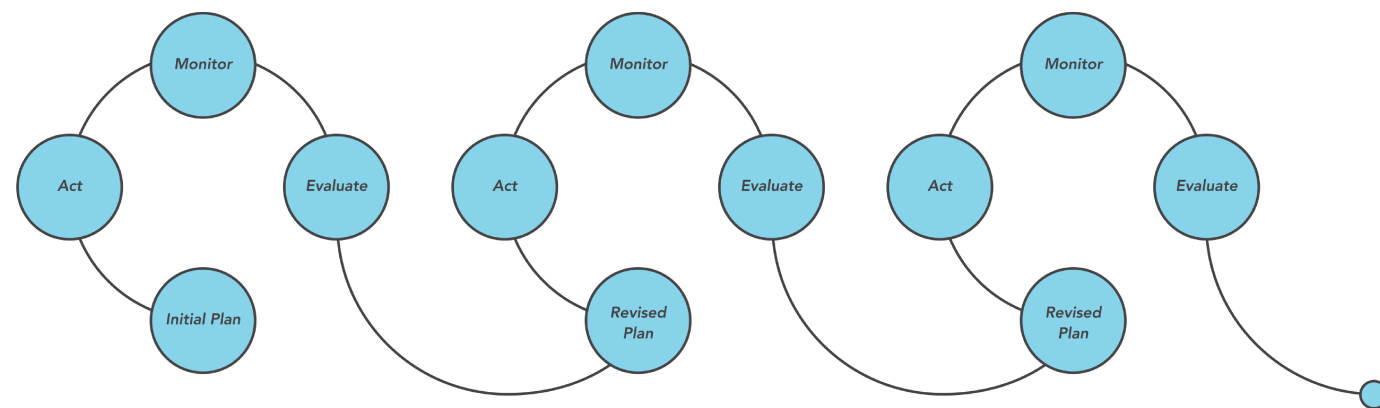 Monitor
Act
Evaluate
Initial Plan
Monitor
Act
Evaluate
Revised
Plan
Monitor
Act
Evaluate
Revised
Plan